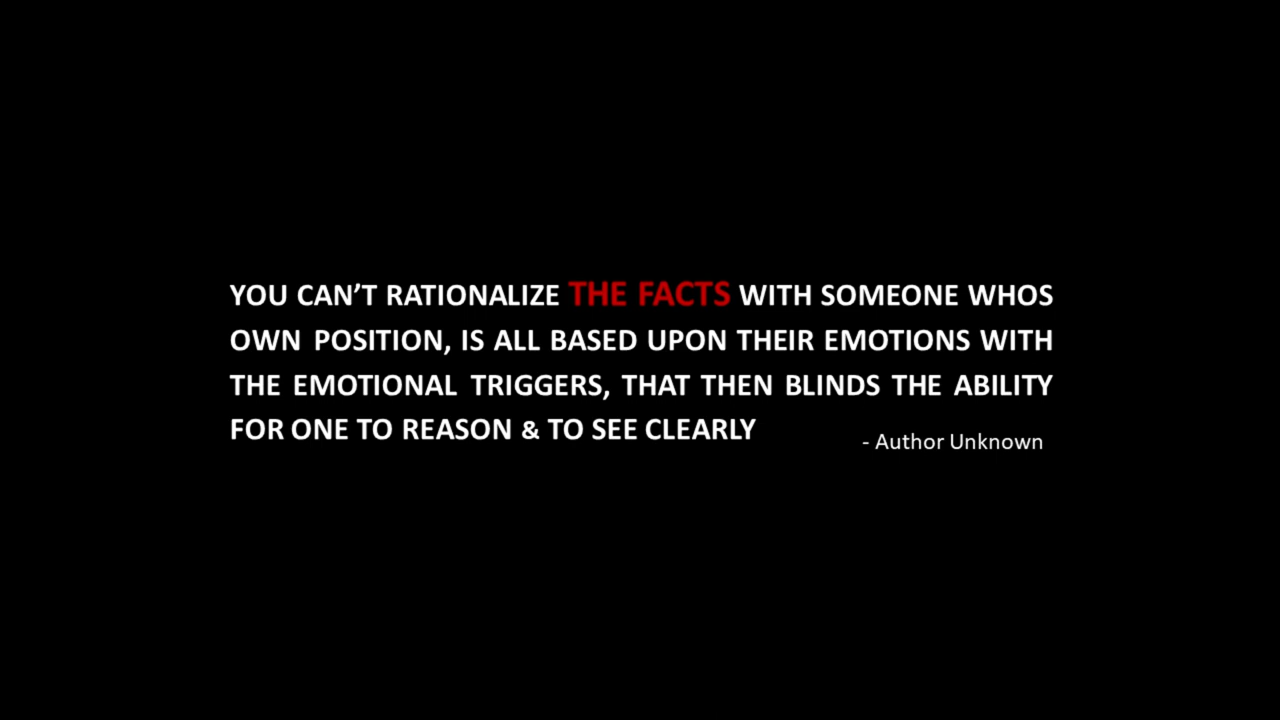 YOU CAN’T RATIONALIZE THE FACTS WITH SOMEONE WHOS
OWN POSITION, IS ALL BASED UPON THEIR EMOTIONS WITH
THE EMOTIONAL TRIGGERS, THAT THEN BLINDS THE ABILITY
FOR ONE TO REASON & TO SEE CLEARLY
- Author Unknown